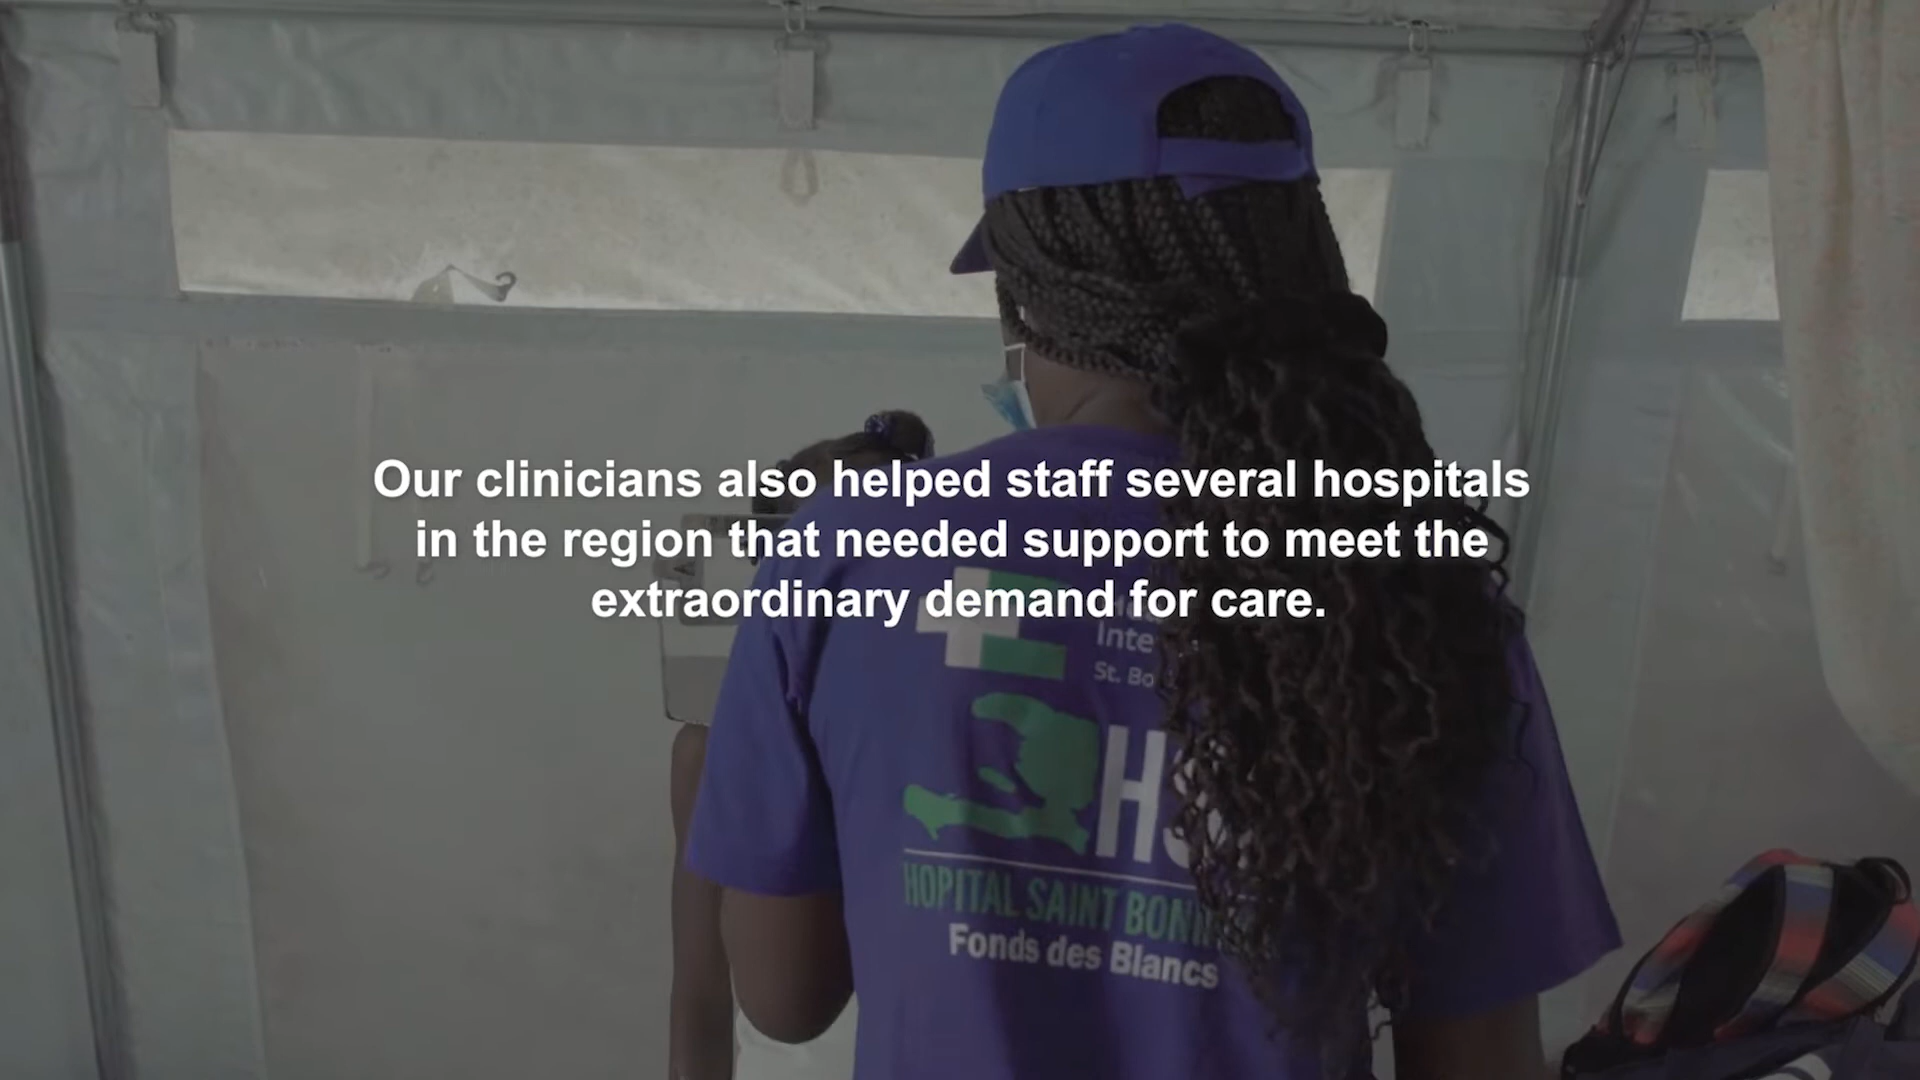 Our clinicians also helped staff several hospitals
in the region that needed support to meet the
extraordinary demand for care.
St.
HOPITAL SAINT
Fonds des Blancs